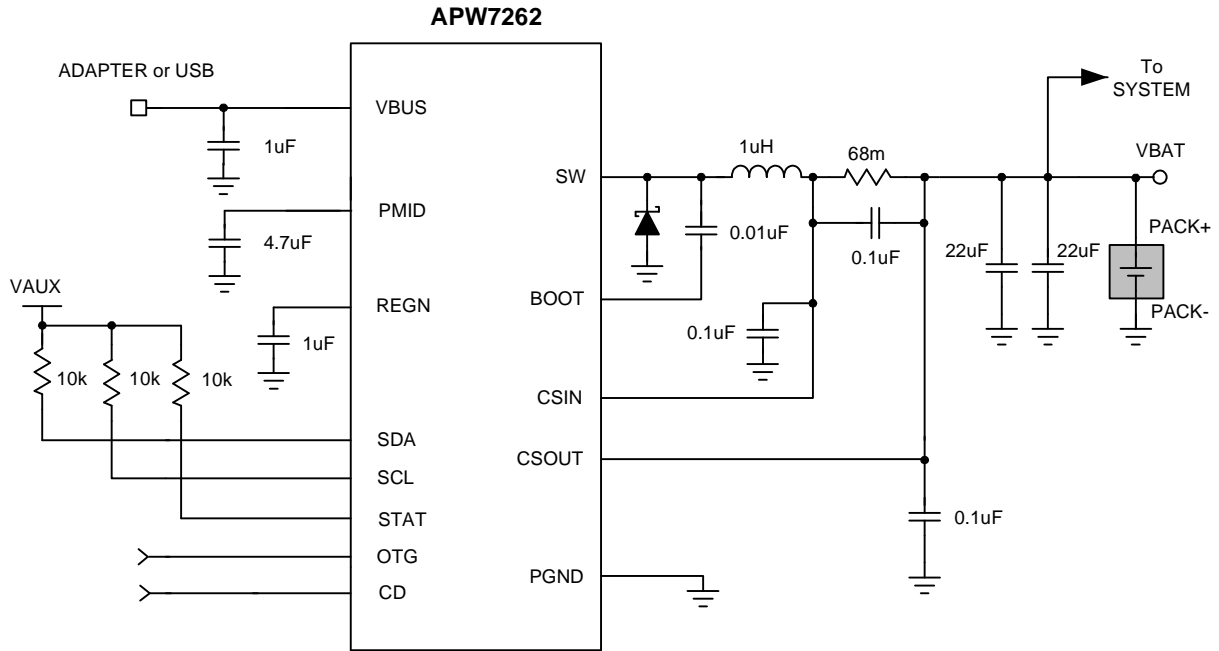 APW7262
ADAPTER or USB
VBUS
1uF
PMID
4.7uF
VAUX
REGN
1uF
10k
10k
10k
SDA
SCL
STAT
OTG
CD
SW
BOOT
CSIN
CSOUT
PGND
1uH
68m
0.01uF
0.1uF
0.1uF
0.1uF
22uF
22uF
To
SYSTEM
VBAT
PACK+
PACK-